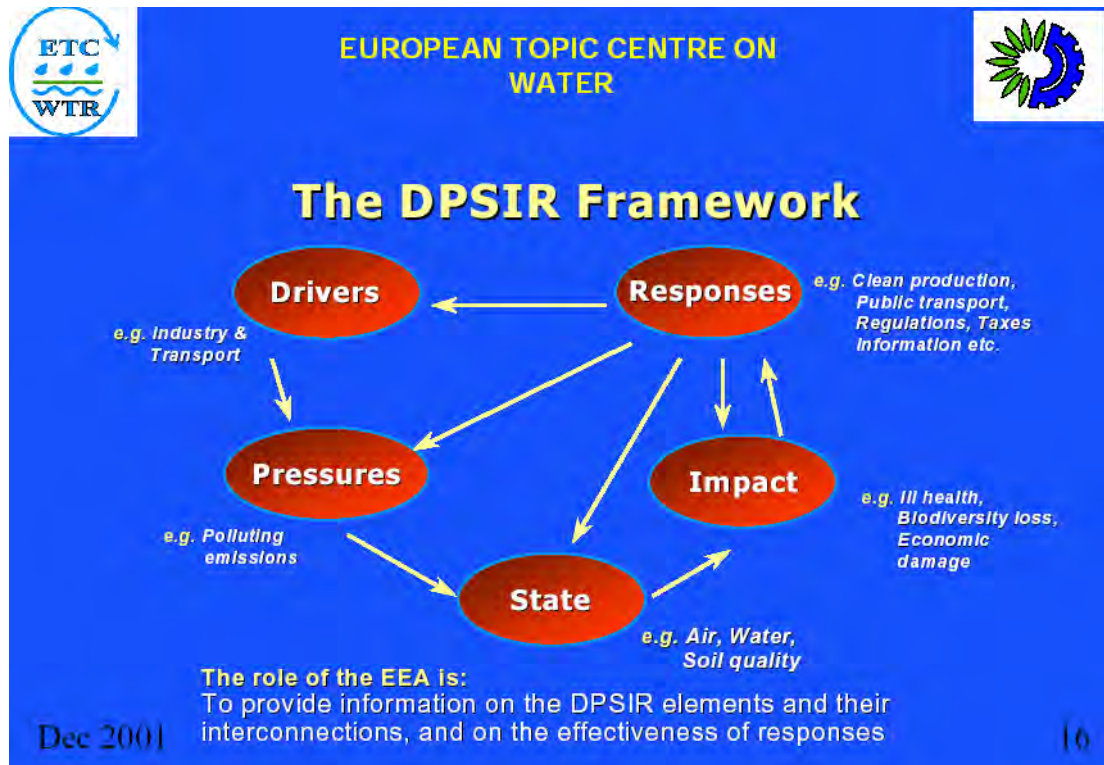 ETC
WTR
EUROPEAN TOPIC CENTRE ON
WATER
The DPSIR Framework
Drivers
Responses
e.g. Clean production,
Public transport,
Regulations, Taxes
Information etc.
e.g. Industry &
Transport
Pressures
Impact
e.g. Ill health,
Biodiversity loss,
Economic
damage
e.g. Polluting
emissions
State
e.g. Air, Water,
Soil quality
The role of the EEA is:
To provide information on the DPSIR elements and their
interconnections, and on the effectiveness of responses
Dec 2001
16